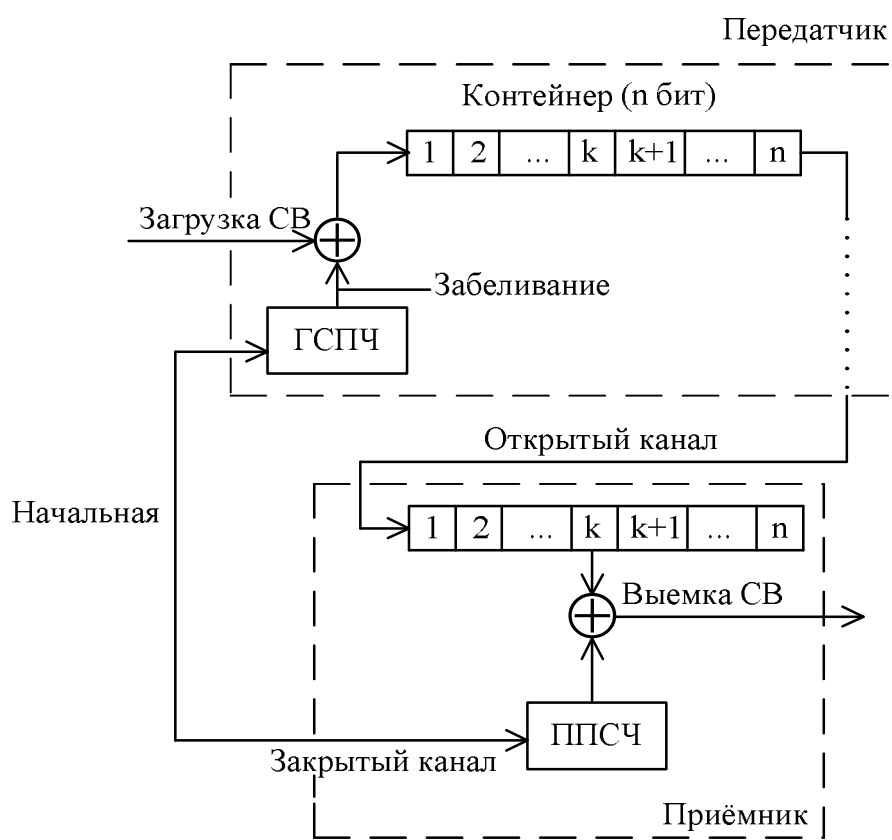 Передатчик
Контейнер (n бит)
1 2 ... k k+1 ... n
Загрузка СВ
Забеливание
ГСПЧ
Открытый канал
Начальная
1 2 ... k k+1 ... n
Выемка СВ
ППСЧ
Закрытый канал
Приёмник